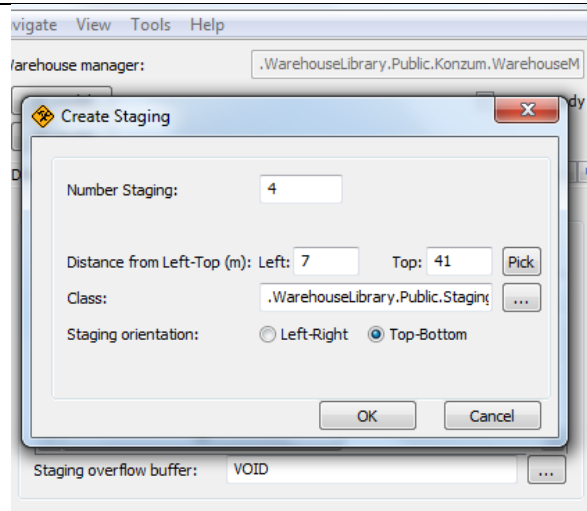 vigate View Tools Help
arehouse manager: .WarehouseLibrary.Public.Konzum.WarehouseM
dy
Create Staging
D
Number Staging: 4
Distance from Left-Top (m): Left: 7 Top: 41 Pick
Class: .WarehouseLibrary.Public.Staging ...
Staging orientation: Left-Right Top-Bottom
OK Cancel
Staging overflow buffer: VOID ...